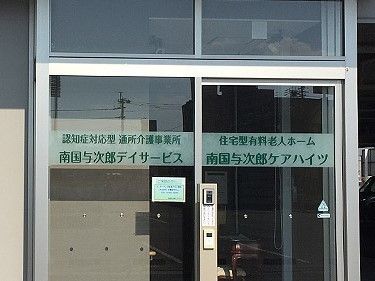 認知症対応型 通所介護事業所
南国与次郎デイサービス
住宅型有料老人ホーム
南国与次郎ケアハイツ